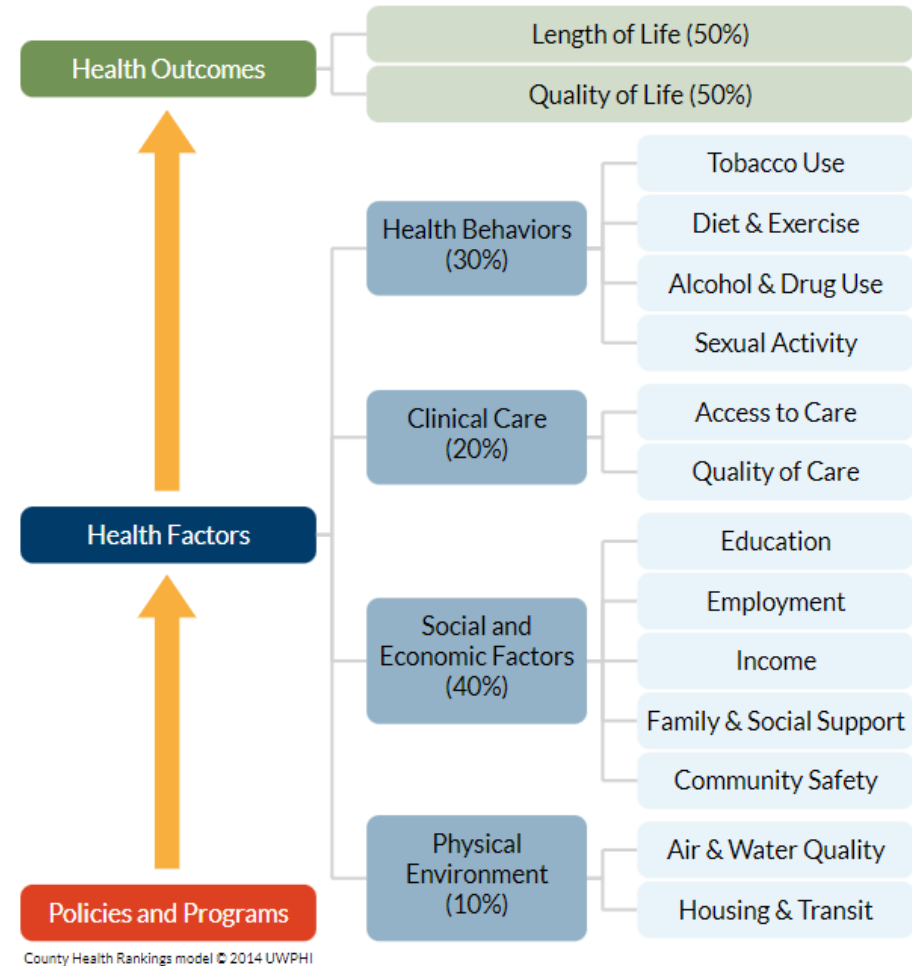 Health Outcomes
Length of Life (50%)
Quality of Life (50%)
Health Factors
Health Behaviors
(30%)
Tobacco Use
Diet & Exercise
Alcohol & Drug Use
Sexual Activity
Clinical Care
(20%)
Access to Care
Quality of Care
Social and
Economic Factors
(40%)
Education
Employment
Income
Family & Social Support
Community Safety
Physical
Environment
(10%)
Air & Water Quality
Housing & Transit
Policies and Programs
County Health Rankings model © 2014 UWPHI